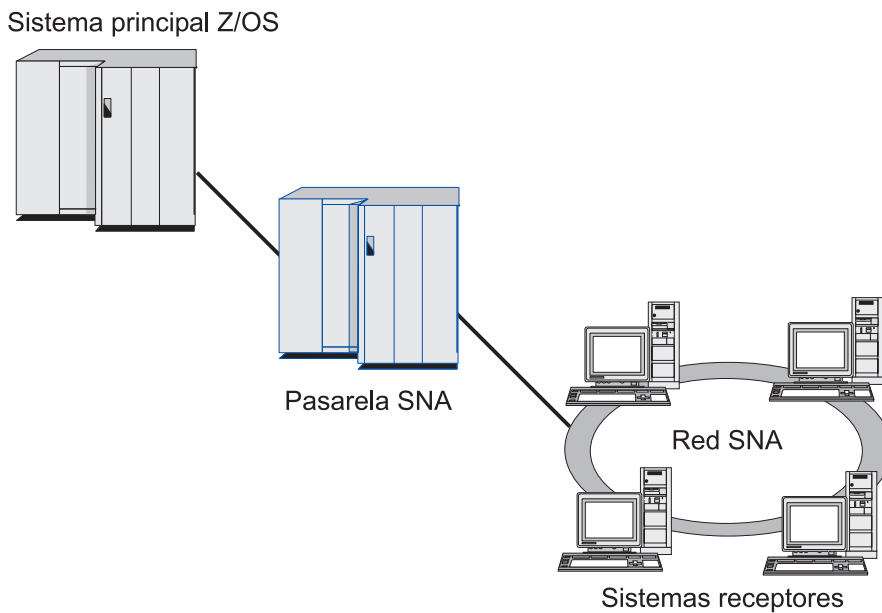 Sistema principal Z/OS
Pasarela SNA
Red SNA
Sistemas receptores